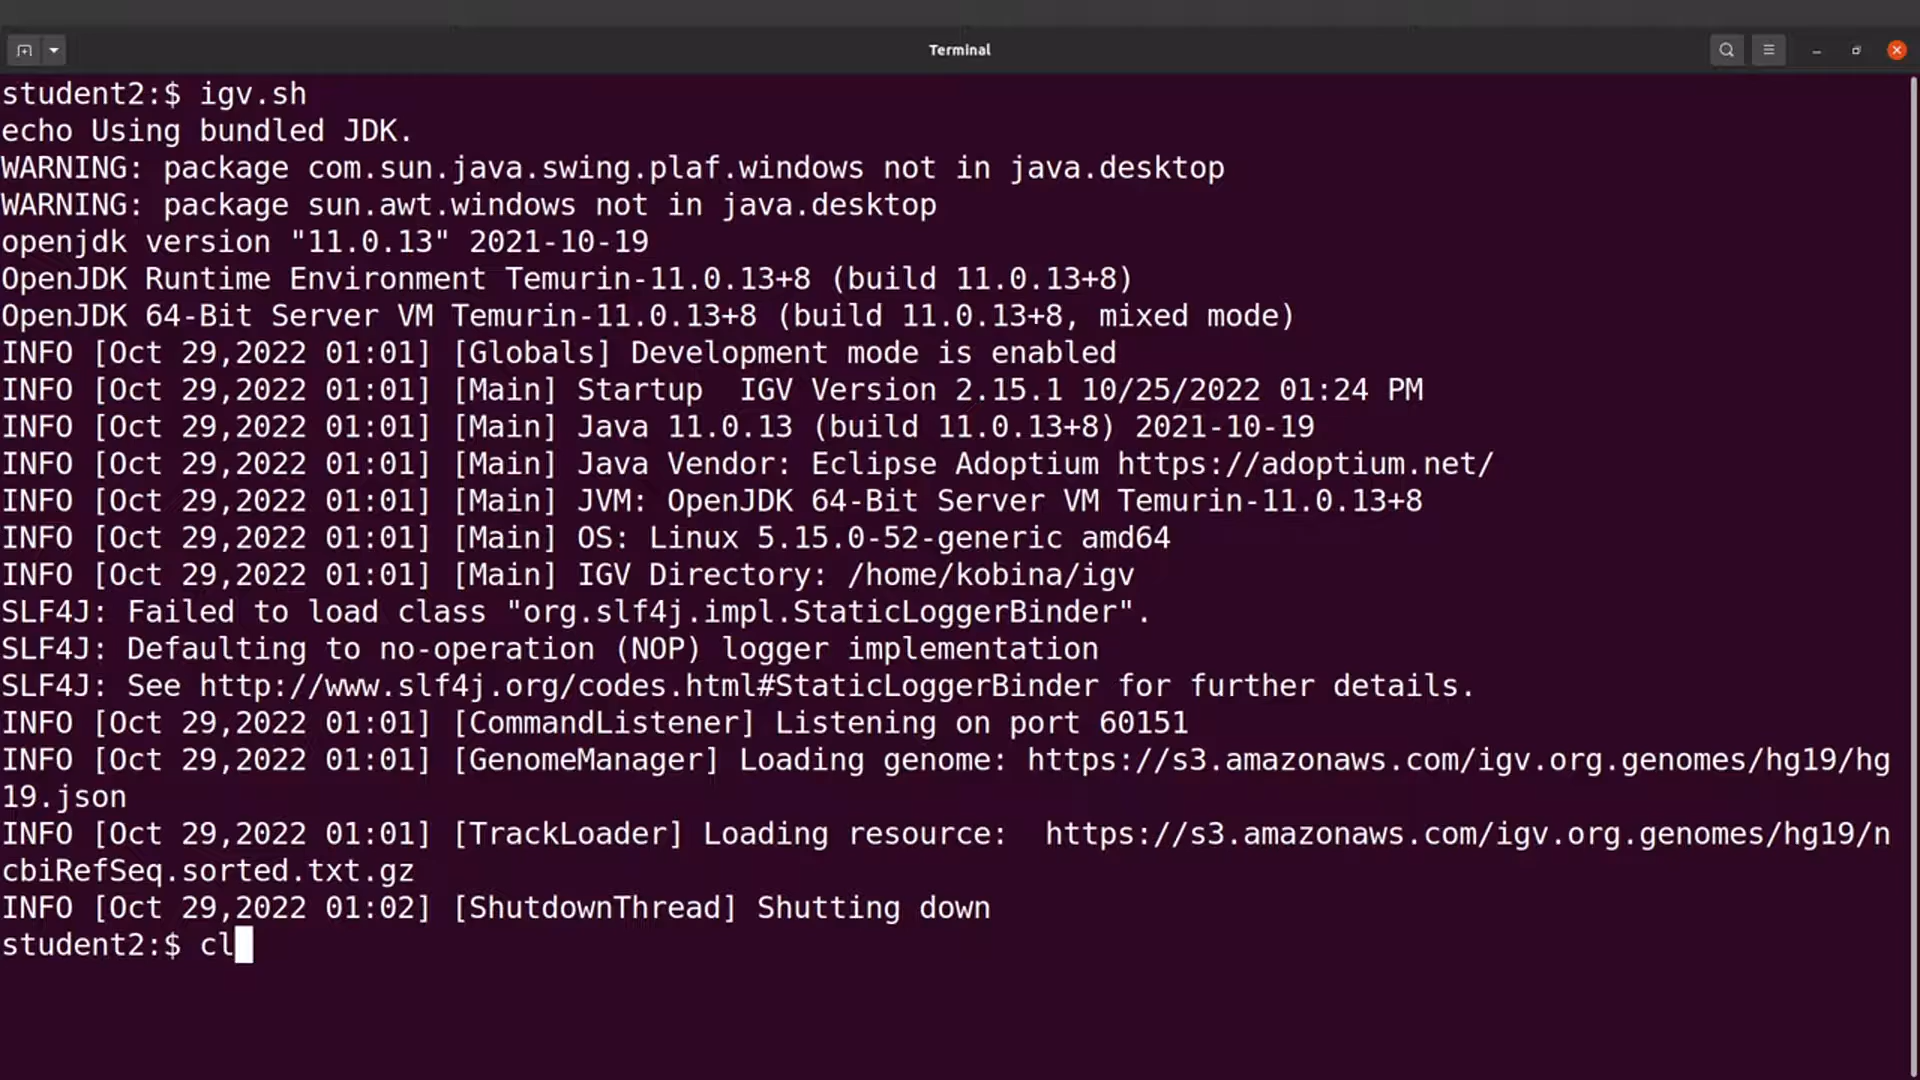 Terminal
student2:$ igv.sh
echo Using bundled JDK.
WARNING: package com.sun.java.swing.plaf.windows not in java.desktop
WARNING: package sun.awt.windows not in java.desktop
openjdk version "11.0.13" 2021-10-19
OpenJDK Runtime Environment Temurin-11.0.13+8 (build 11.0.13+8)
OpenJDK 64-Bit Server VM Temurin-11.0.13+8 (build 11.0.13+8, mixed mode)
INFO [Oct 29,2022 01:01] [Globals] Development mode is enabled
INFO [Oct 29,2022 01:01] [Main] Startup  IGV Version 2.15.1 10/25/2022 01:24 PM
INFO [Oct 29,2022 01:01] [Main] Java 11.0.13 (build 11.0.13+8) 2021-10-19
INFO [Oct 29,2022 01:01] [Main] Java Vendor: Eclipse Adoptium https://adoptium.net/
INFO [Oct 29,2022 01:01] [Main] JVM: OpenJDK 64-Bit Server VM Temurin-11.0.13+8
INFO [Oct 29,2022 01:01] [Main] OS: Linux 5.15.0-52-generic amd64
INFO [Oct 29,2022 01:01] [Main] IGV Directory: /home/kobina/igv
SLF4J: Failed to load class "org.slf4j.impl.StaticLoggerBinder".
SLF4J: Defaulting to no-operation (NOP) logger implementation
SLF4J: See http://www.slf4j.org/codes.html#StaticLoggerBinder for further details.
INFO [Oct 29,2022 01:01] [CommandListener] Listening on port 60151
INFO [Oct 29,2022 01:01] [GenomeManager] Loading genome: https://s3.amazonaws.com/igv.org.genomes/hg19/hg
19.json
INFO [Oct 29,2022 01:01] [TrackLoader] Loading resource:  https://s3.amazonaws.com/igv.org.genomes/hg19/n
cbiRefSeq.sorted.txt.gz
INFO [Oct 29,2022 01:02] [ShutdownThread] Shutting down
student2:$ cl